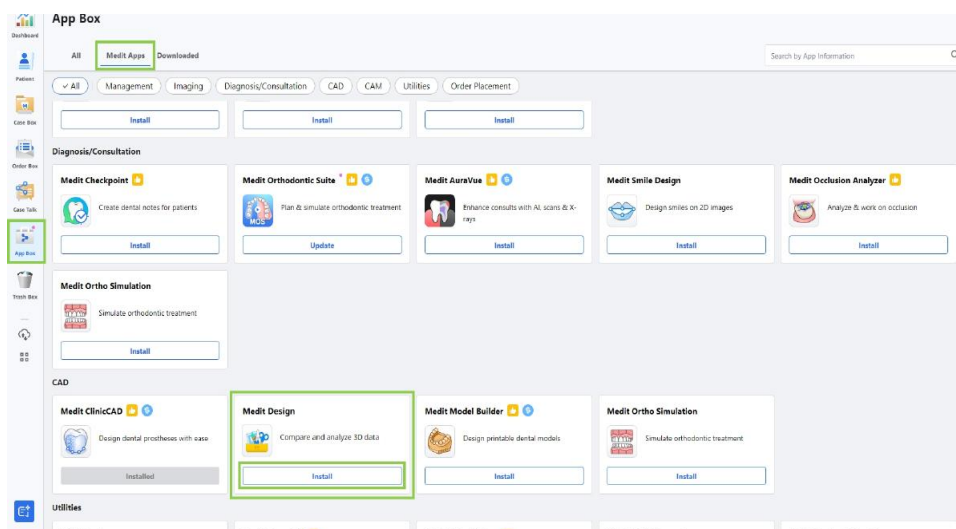 App Box
Dashboard
Patient
Case Box
Order Box
Case Talk
App Box
Trash Box
All
Medit Apps
Downloaded
Search by App Information
All
Management
Imaging
Diagnosis/Consultation
CAD
CAM
Utilities
Order Placement
Install
Install
Install
Diagnosis/Consultation
Medit Checkpoint
Create dental notes for patients
Install
Medit Orthodontic Suite
MOS
Plan & simulate orthodontic treatment
Update
Medit AuraVue
Enhance consults with AI, scans & X-
rays
Install
Medit Smile Design
Design smiles on 2D images
Install
Medit Occlusion Analyzer
Analyze & work on occlusion
Install
Medit Ortho Simulation
Simulate orthodontic treatment
Install
CAD
Medit ClinicCAD
Design dental prostheses with ease
Installed
Medit Design
Compare and analyze 3D data
Install
Medit Model Builder
Design printable dental models
Install
Medit Ortho Simulation
Simulate orthodontic treatment
Install
Utilities